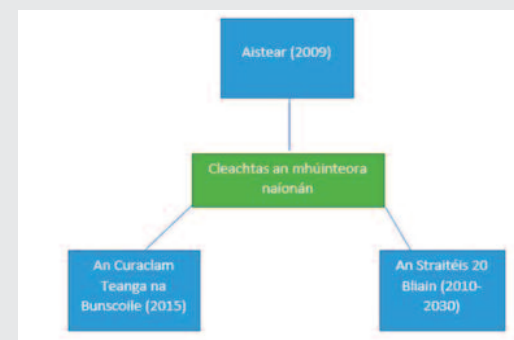 Aistear (2009)
Cleachtas an mhúinteora
naíonán
An Curaclam
Teanga na
Bunscoile (2015)
An Straitéis 20
Bliain (2010-
2030)